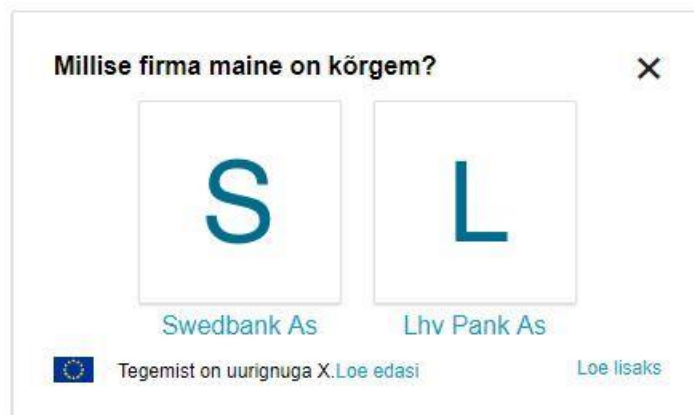 Millise firma maine on kõrgem? ✕
S L
Swedbank As Lhv Pank As
Tegemist on uurignuga X.Loe edasi Loe lisaks